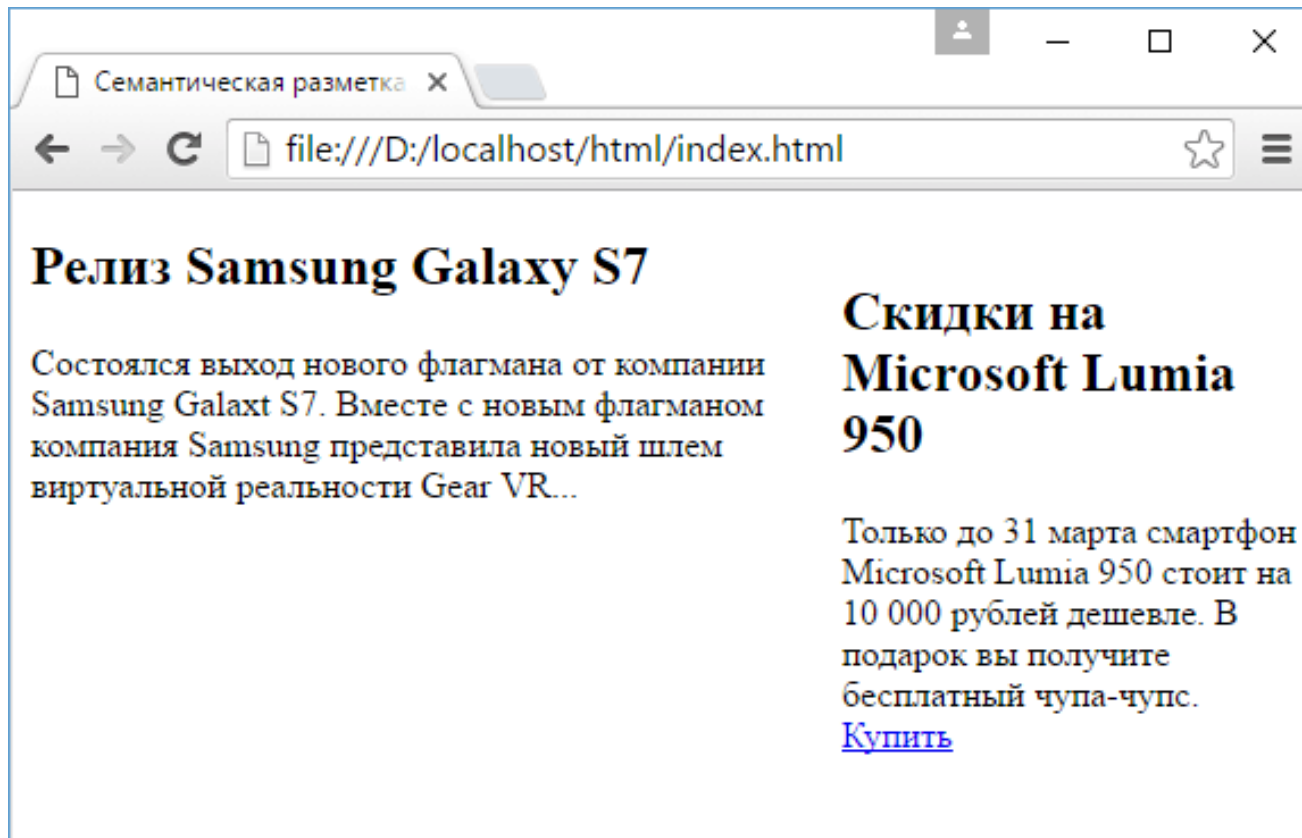 Семантическая разметка
file:///D:/localhost/html/index.html
Релиз Samsung Galaxy S7
Состоялся выход нового флагмана от компании
Samsung Galaxt S7. Вместе с новым флагманом
компания Samsung представила новый шлем
виртуальной реальности Gear VR...
Скидки на
Microsoft Lumia
950
Только до 31 марта смартфон
Microsoft Lumia 950 стоит на
10 000 рублей дешевле. В
подарок вы получите
бесплатный чупа-чупс.
Купить